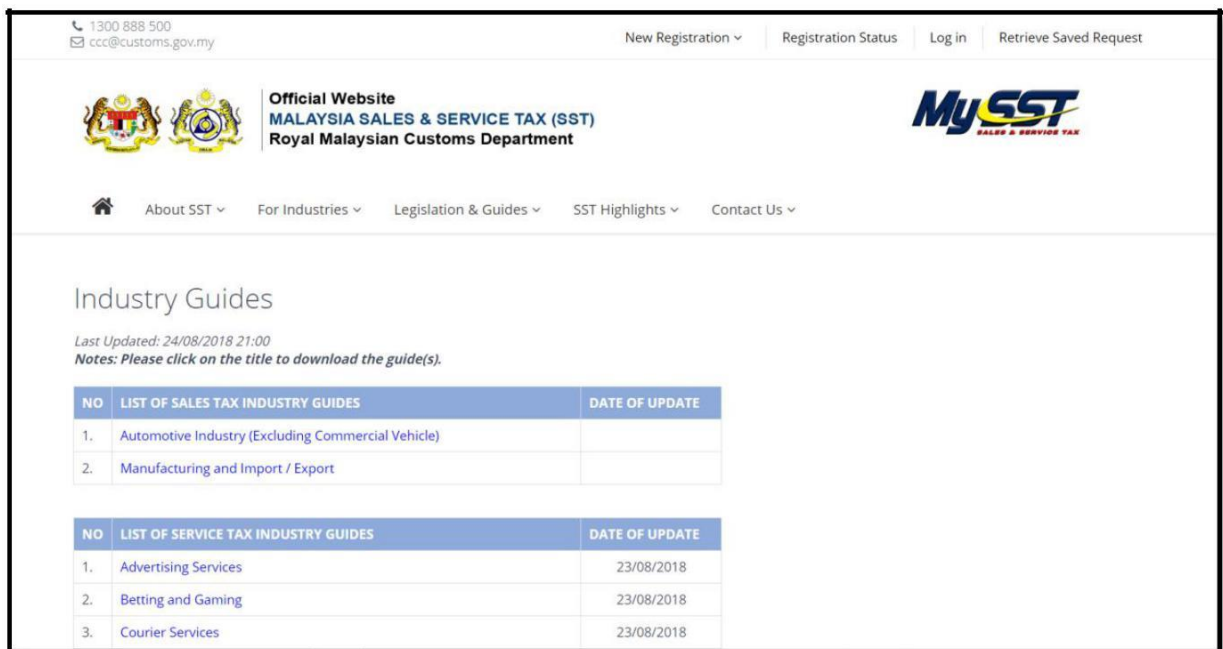 1300 888 500
ccc@customs.gov.my
New Registration
Registration Status
Log in
Retrieve Saved Request
Official Website
MALAYSIA SALES & SERVICE TAX (SST)
Royal Malaysian Customs Department
MySST
SALES & SERVICE TAX
About SST
For Industries
Legislation & Guides
SST Highlights
Contact Us
Industry Guides
Last Updated: 24/08/2018 21:00
Notes: Please click on the title to download the guide(s).
NO LIST OF SALES TAX INDUSTRY GUIDES DATE OF UPDATE
1. Automotive Industry (Excluding Commercial Vehicle)
2. Manufacturing and Import / Export
NO LIST OF SERVICE TAX INDUSTRY GUIDES DATE OF UPDATE
1. Advertising Services 23/08/2018
2. Betting and Gaming 23/08/2018
3. Courier Services 23/08/2018